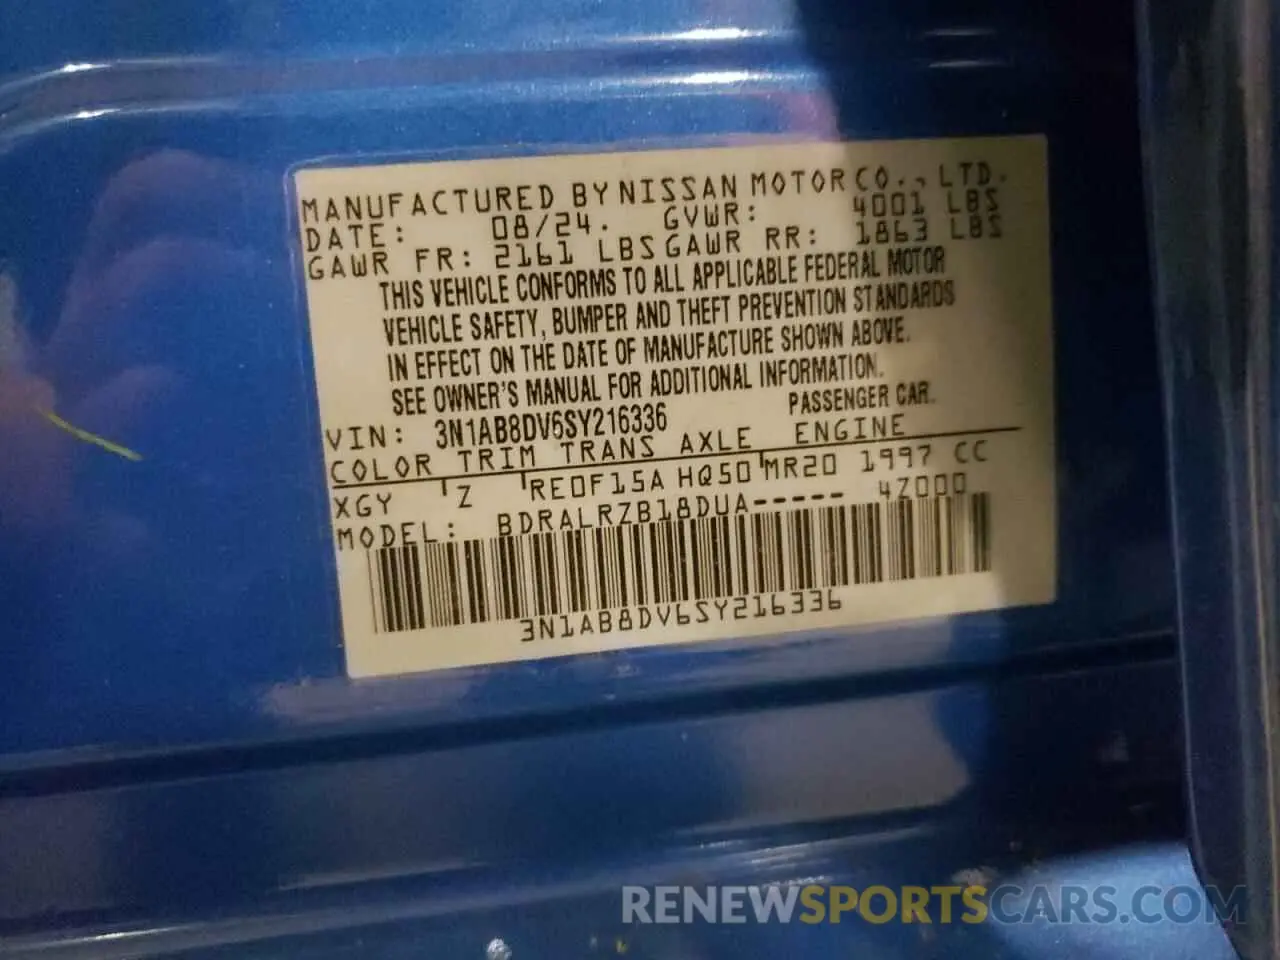 MANUFACTURED BY NISSAN MOTOR CO., LTD.
DATE: 08/24. GVWR: 4001 LBS
GAWR FR: 2161 LBS GAWR RR: 1863 LBS
THIS VEHICLE CONFORMS TO ALL APPLICABLE FEDERAL MOTOR
VEHICLE SAFETY, BUMPER AND THEFT PREVENTION STANDARDS
IN EFFECT ON THE DATE OF MANUFACTURE SHOWN ABOVE.
SEE OWNER'S MANUAL FOR ADDITIONAL INFORMATION.
VIN: 3N1AB8DV6SY216336 PASSENGER CAR.
COLOR TRIM TRANS AXLE ENGINE
XGY Z RE0F15A HQ50 MR20 1997 CC
MODEL: BDRALRZB18DUA----- 4Z000
3N1AB8DV6SY216336
RENEWSPORTSCARS.COM